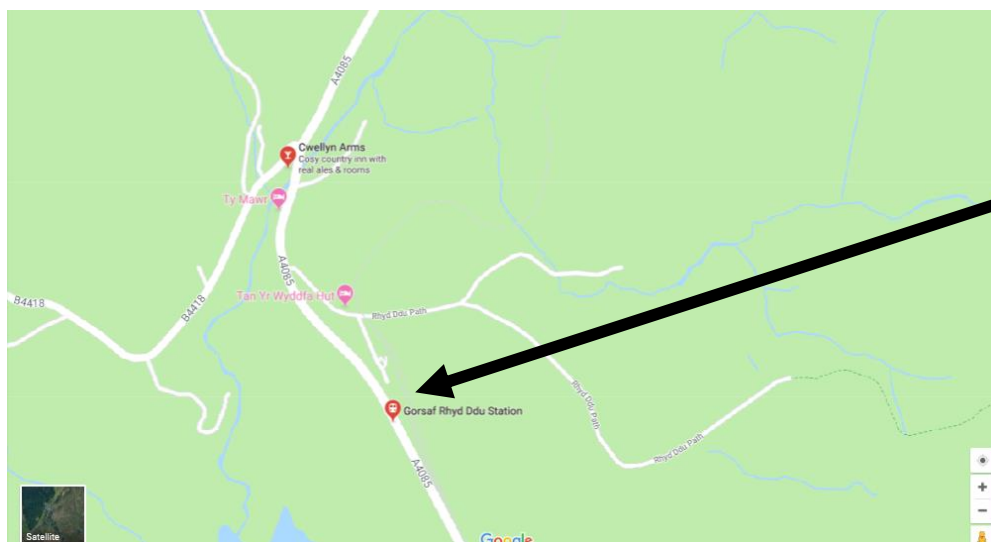 A4085
Cwellyn Arms
Cosy country inn with
real ales & rooms
Ty Mawr
A4085
Tan Yr Wyddfa Hut
B4418
B4418
Rhyd Ddu Path
Rhyd Ddu Path
Gorsaf Rhyd Ddu Station
Rhyd Ddu Path
A4085
Satellite
Google